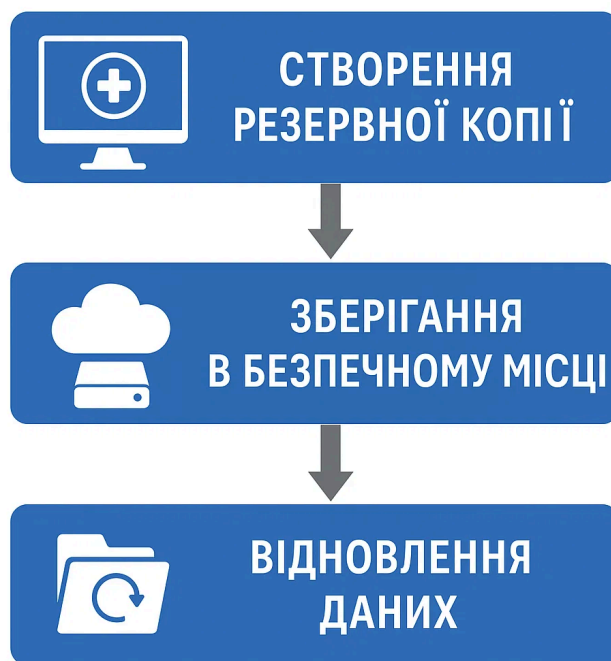 СТВОРЕННЯ
РЕЗЕРВНОЇ КОПІЇ
ЗБЕРІГАННЯ
В БЕЗПЕЧНОМУ МІСЦІ
ВІДНОВЛЕННЯ
ДАНИХ